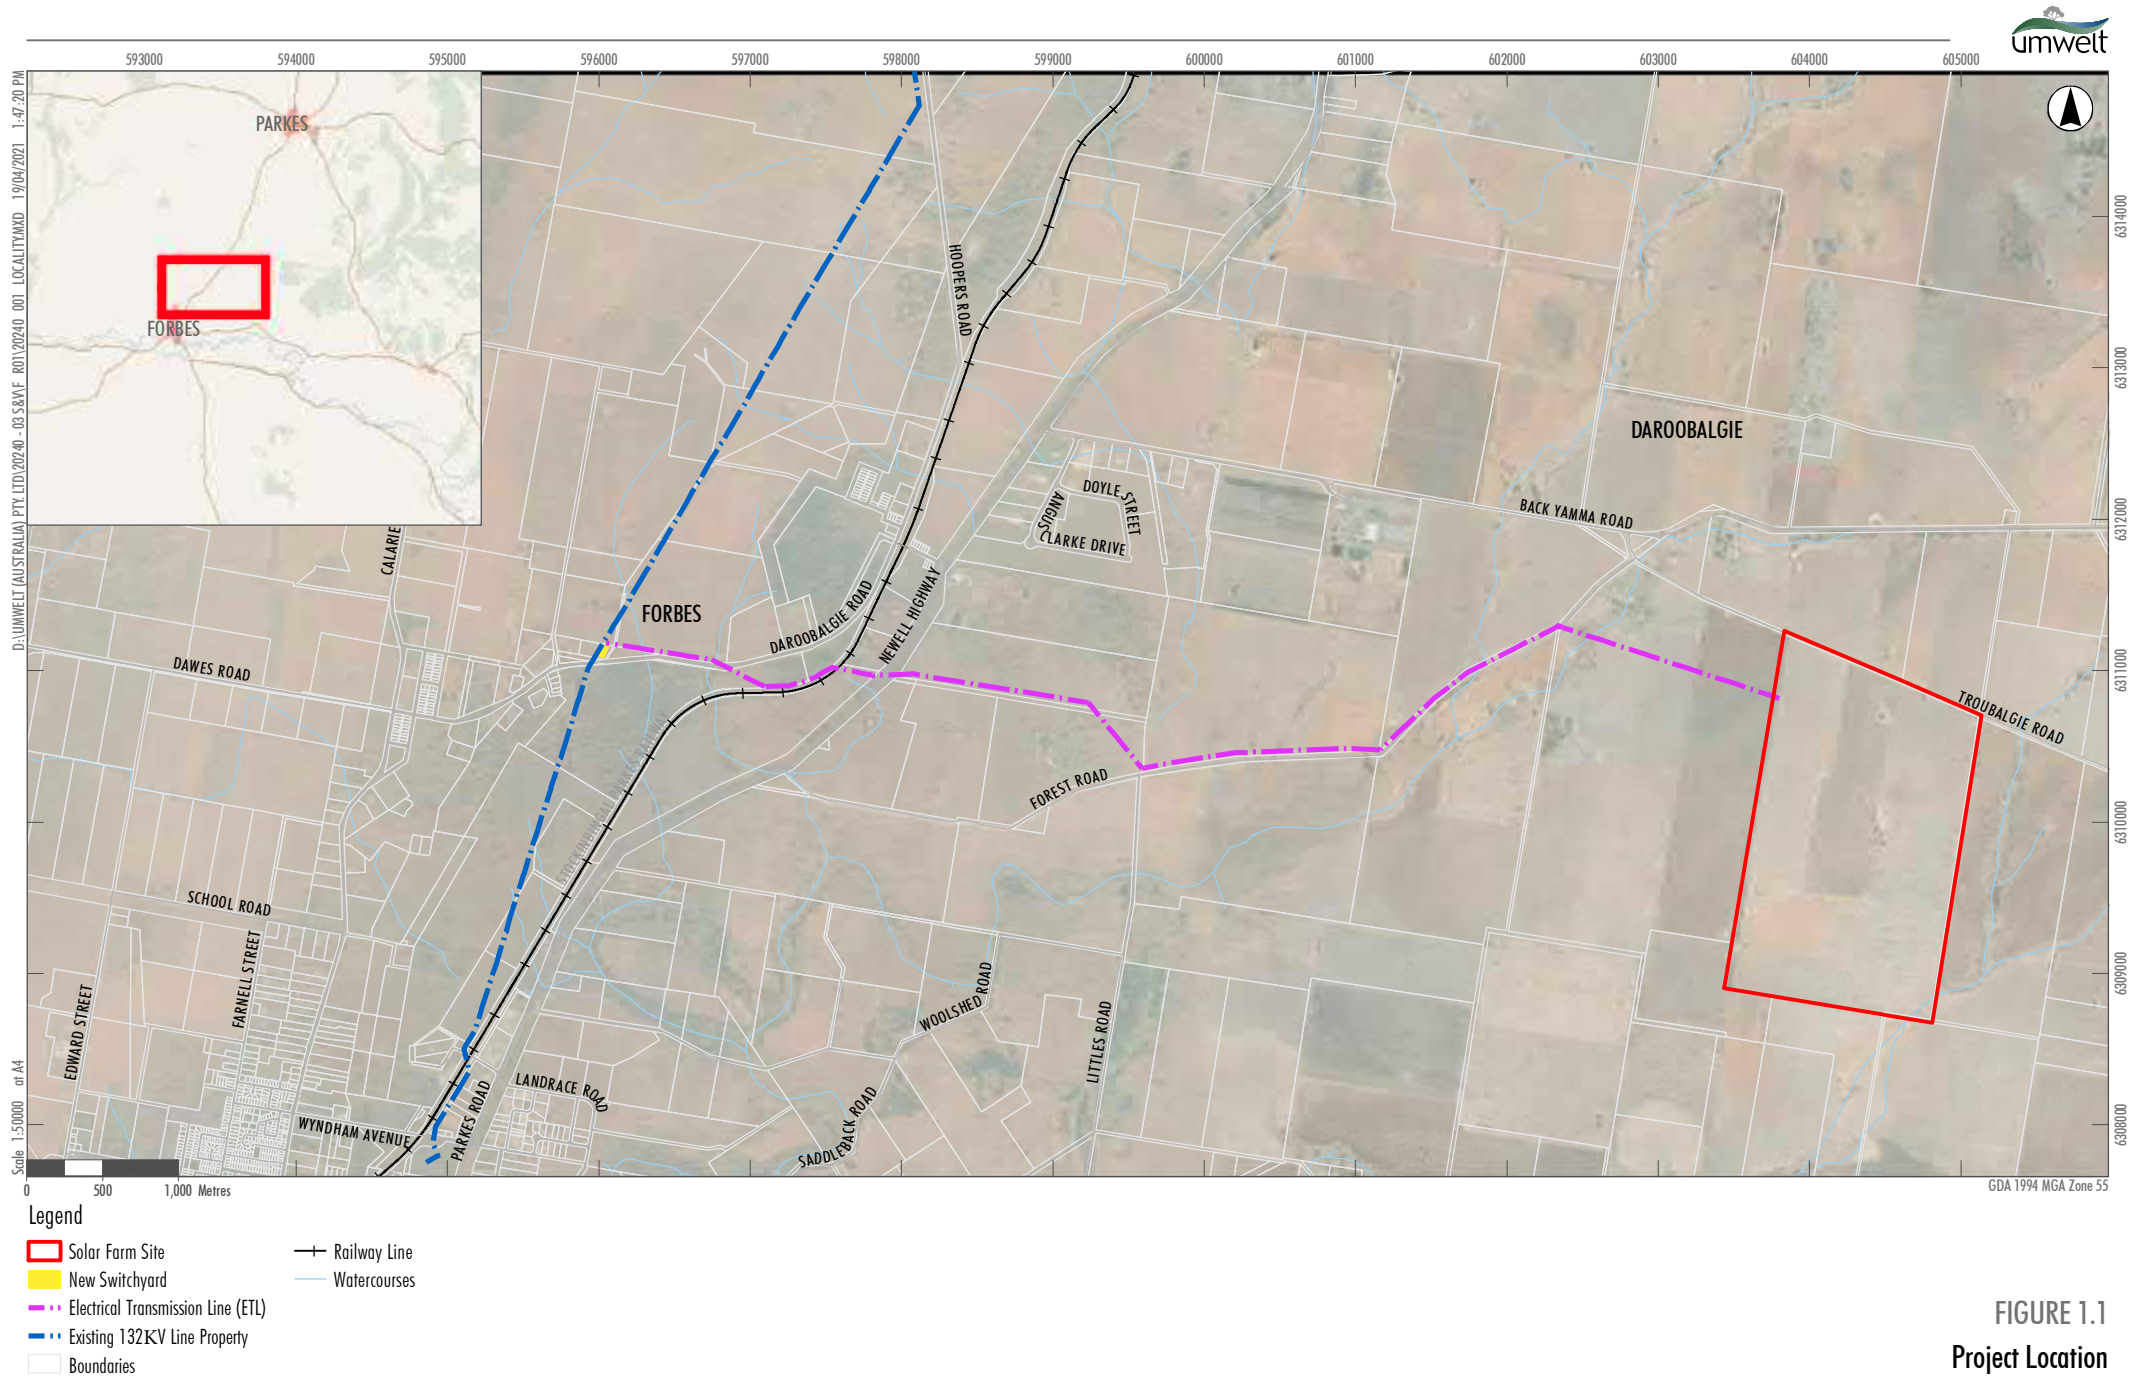 umwelt
593000 594000 595000 596000 597000 598000 599000 600000 601000 602000 603000 604000 605000
D:\UMWELT (AUSTRALIA) PTY. LTD\20240 - 03 S&V\F R01\20240 001 LOCALITY.MXD 19/04/2021 1:47:20 PM
Scale 1:50000 at A4
PARKES
FORBES
6314000
6313000
6312000
6311000
6310000
6309000
6308000
HOOPERS ROAD
DAROOBALGIE
DOYLE STREET
ANGUS
CLARKE DRIVE
BACK YAMMA ROAD
CALARIE
FORBES
DAROOBALGIE ROAD
NEWELL HIGHWAY
DAWES ROAD
TROUBALGIE ROAD
FOREST ROAD
STOCKINBINGAL PARKES RAILWAY
SCHOOL ROAD
FARNELL STREET
EDWARD STREET
WOOLSHED ROAD
LITTLES ROAD
LANDRACE ROAD
PARKES ROAD
SADDLEBACK ROAD
WYNDHAM AVENUE
0 500 1,000 Metres
GDA 1994 MGA Zone 55
Legend
Solar Farm Site
New Switchyard
Electrical Transmission Line (ETL)
Existing 132KV Line Property
Boundaries
Railway Line
Watercourses
FIGURE 1.1
Project Location